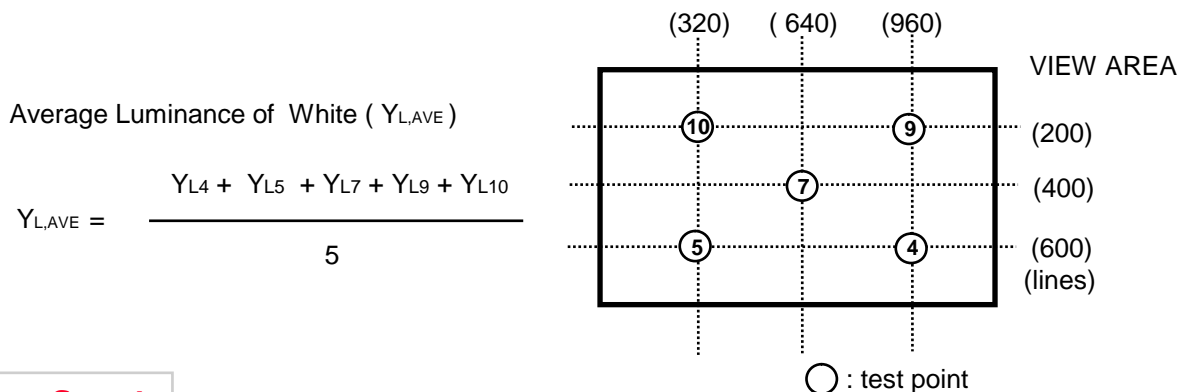 Average Luminance of White ( YL,AVE )
YL,AVE =
YL4 + YL5 + YL7 + YL9 + YL10
5
(320) ( 640) (960)
VIEW AREA
10 9 (200)
7 (400)
5 4 (600)
(lines)
: test point